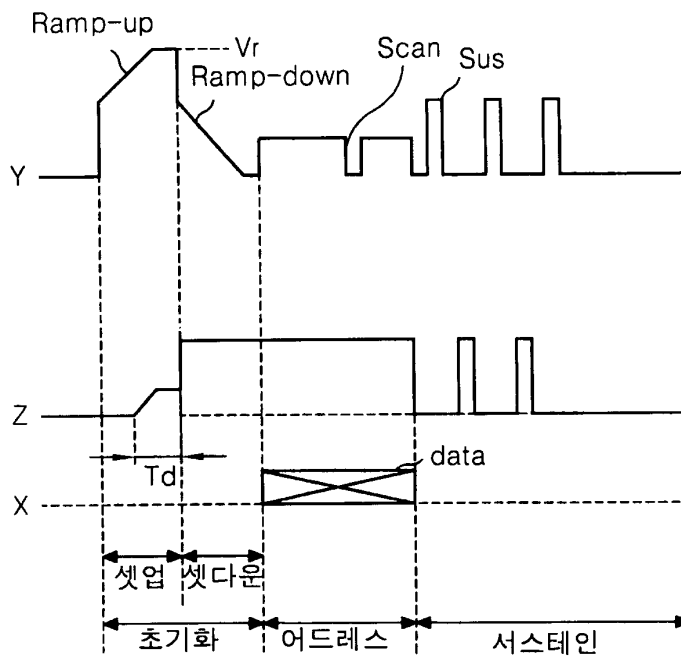 Ramp-up
Vr
Scan
Sus
Ramp-down
Y
Z
Td
data
X
셋업
셋다운
초기화
어드레스
서스테인